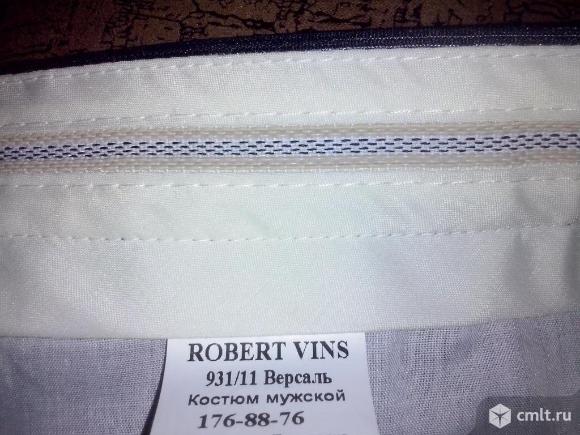 ROBERT VINS
931/11 Версаль
Костюм мужской
176-88-76
cmlt.ru